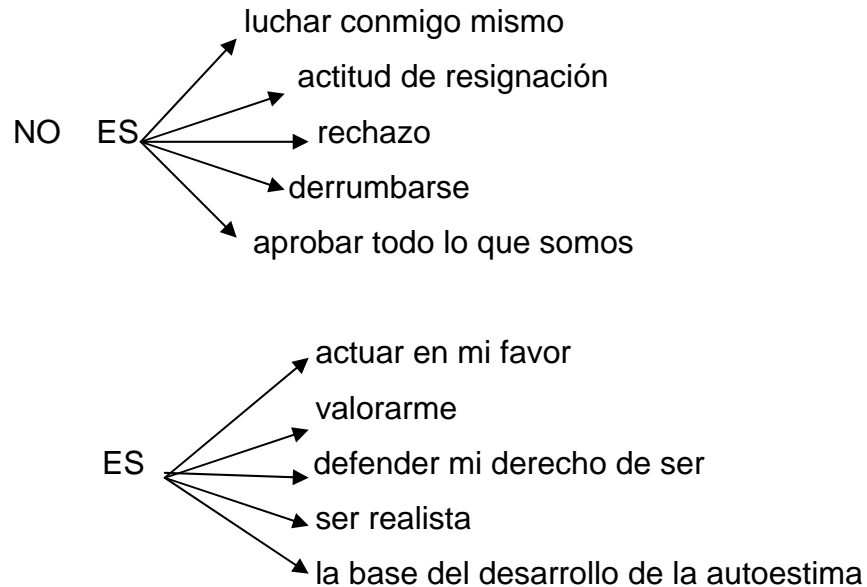 luchar conmigo mismo
actitud de resignación
NO ES
rechazo
derrumbarse
aprobar todo lo que somos
actuar en mi favor
valorarme
ES
defender mi derecho de ser
ser realista
la base del desarrollo de la autoestima